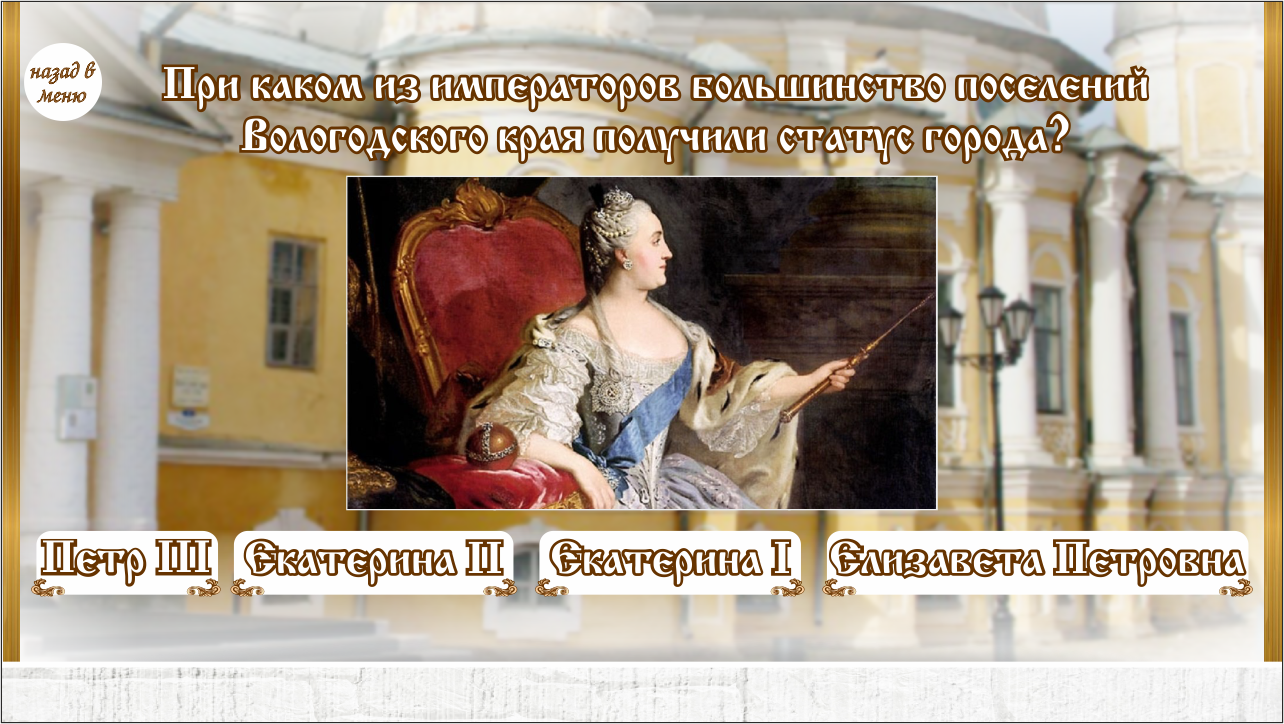 назад в
меню
При каком из императоров большинство поселений
Вологодского края получили статус города?
Петр III
Екатерина II
Екатерина I
Елизавета Петровна